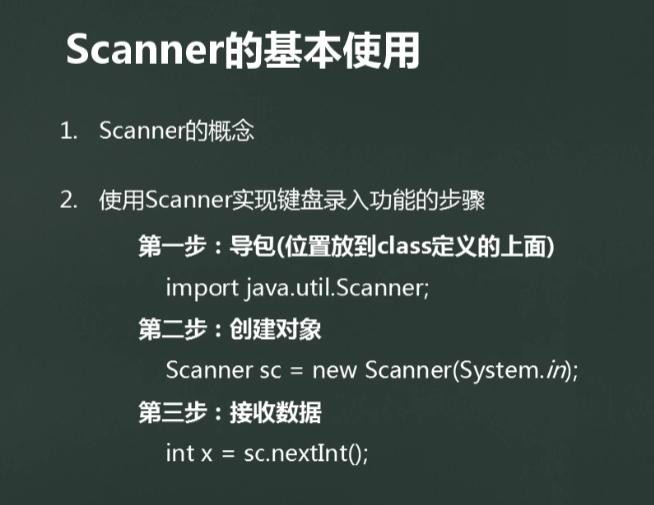 Scanner的基本使用
1. Scanner的概念
2. 使用Scanner实现键盘录入功能的步骤
第一步：导包(位置放到class定义的上面)
import java.util.Scanner;
第二步：创建对象
Scanner sc = new Scanner(System.in);
第三步：接收数据
int x = sc.nextInt();